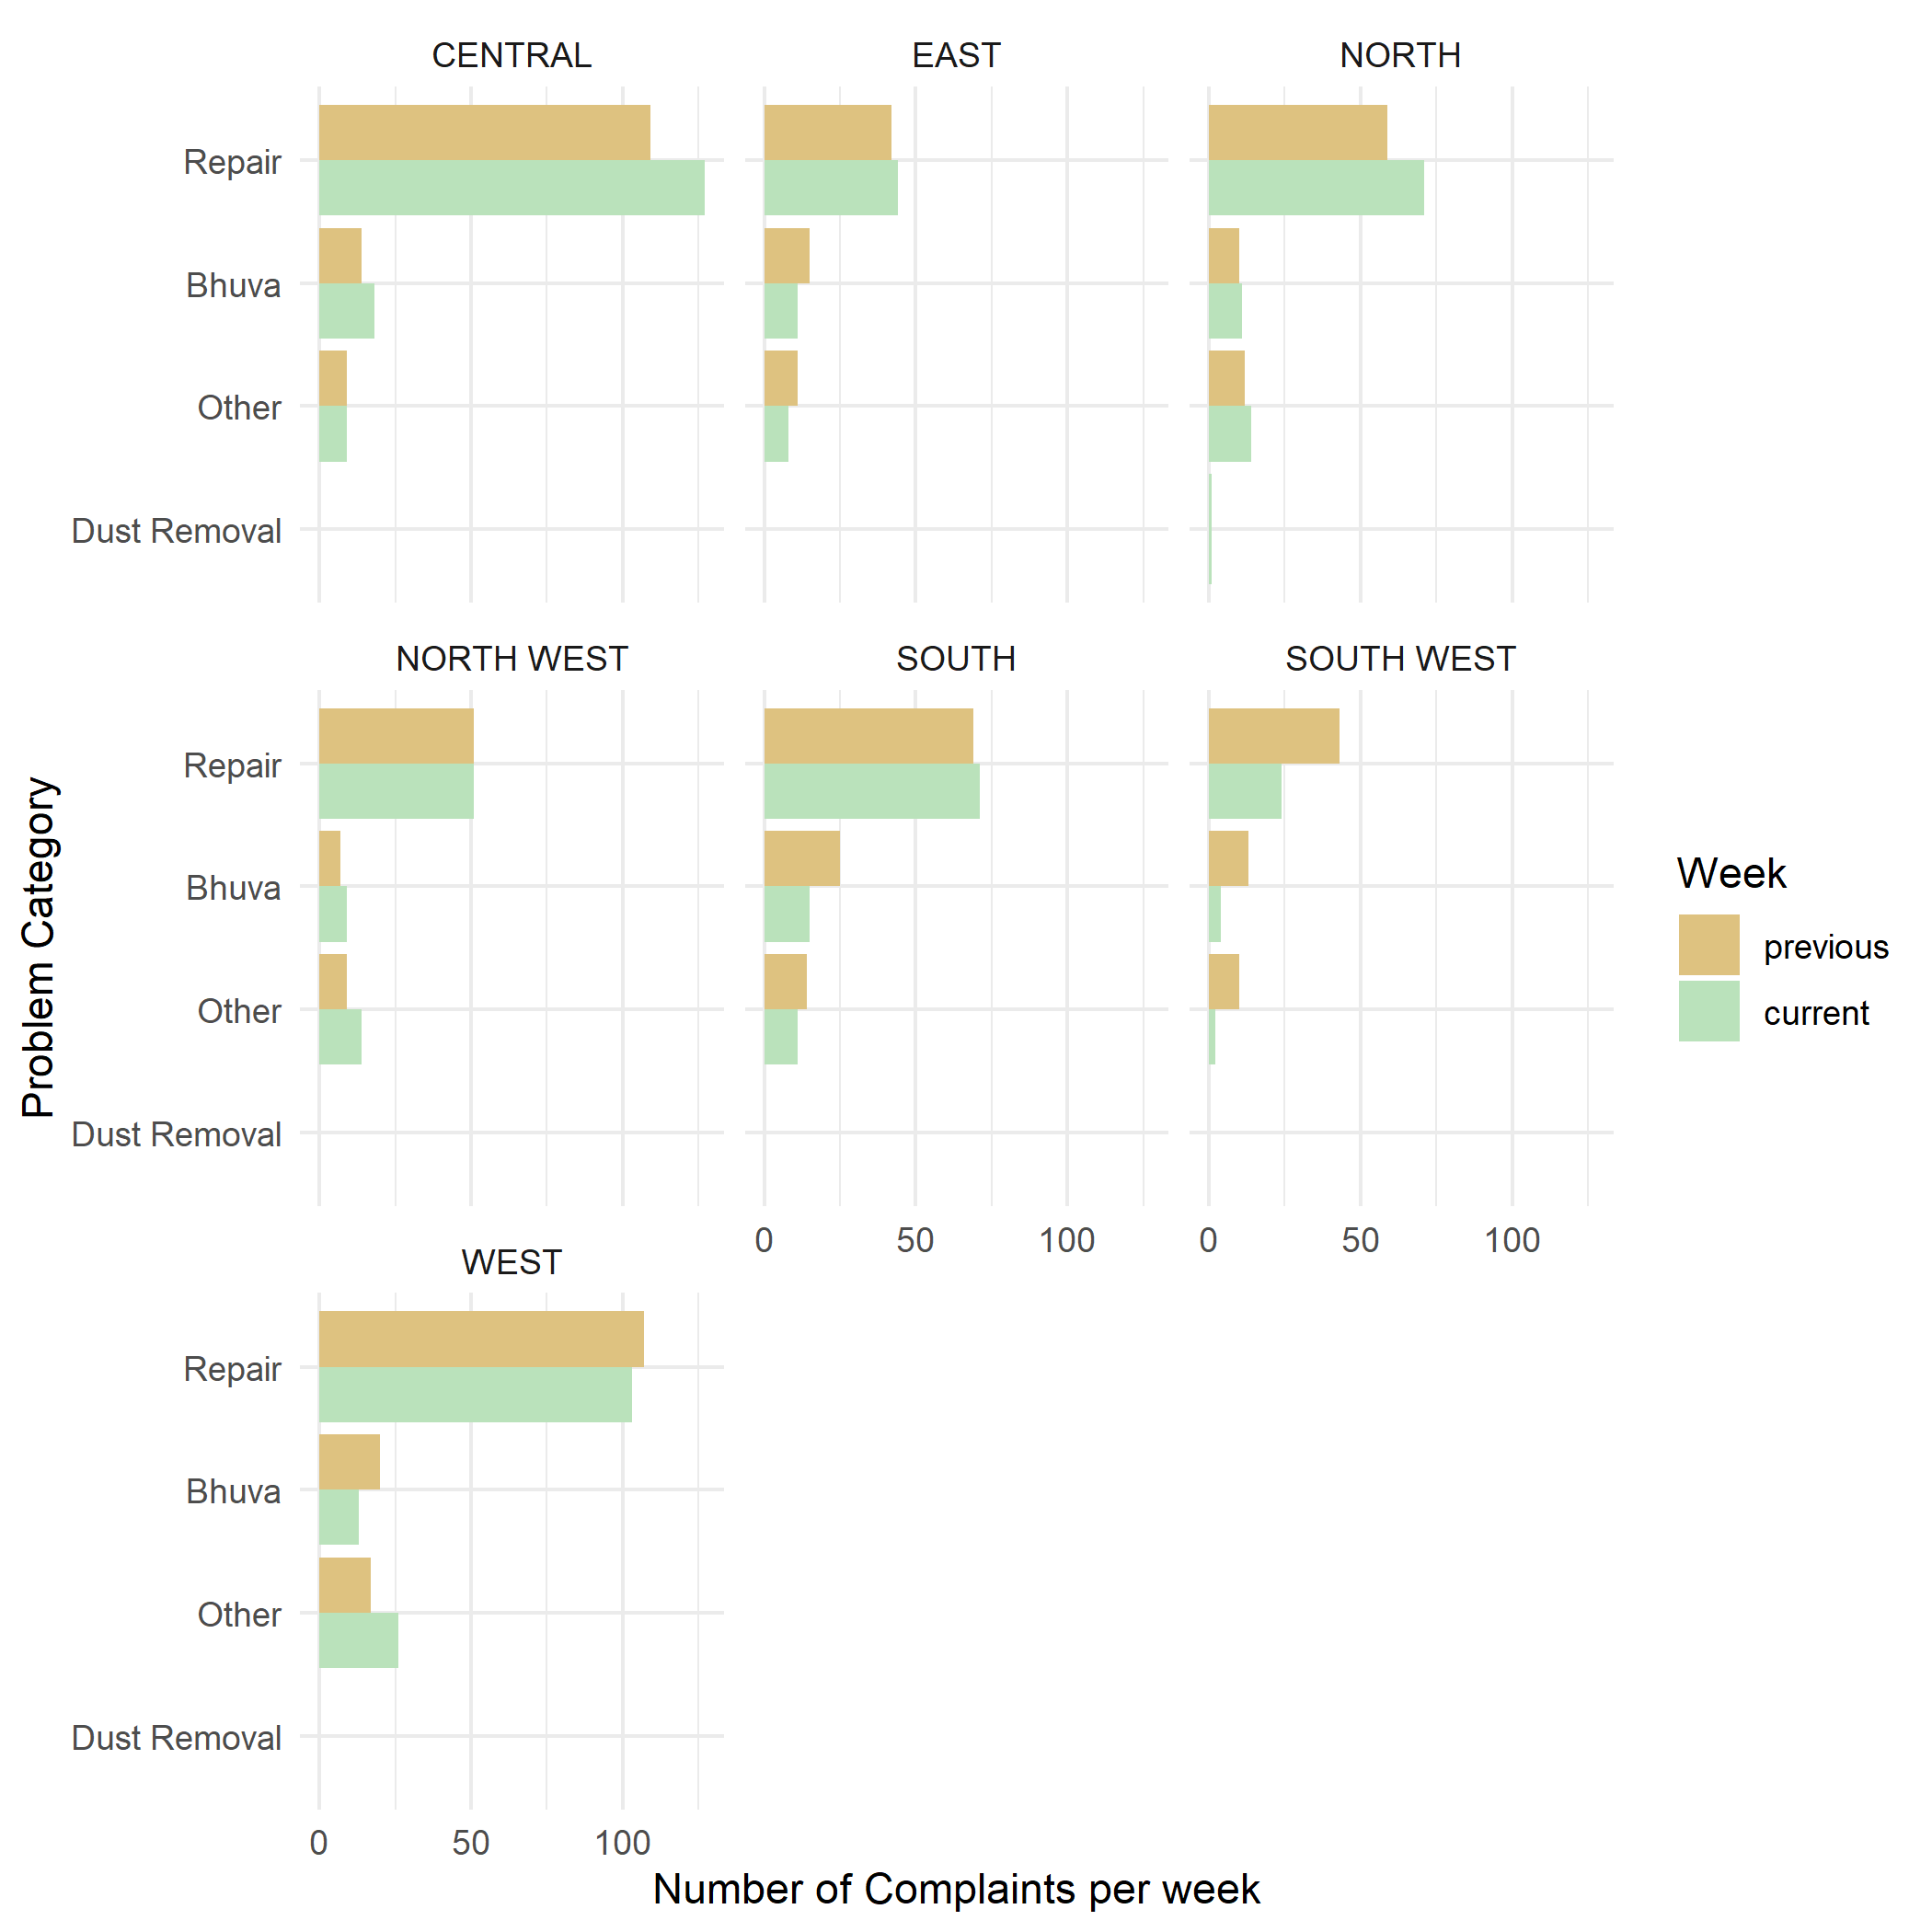 CENTRAL
EAST
NORTH
Repair
Bhuva
Other
Dust Removal
NORTH WEST
SOUTH
SOUTH WEST
Repair
Bhuva
Other
Dust Removal
0 50 100
0 50 100
WEST
Repair
Bhuva
Other
Dust Removal
0 50 100
Number of Complaints per week
Problem Category
Week
previous
current